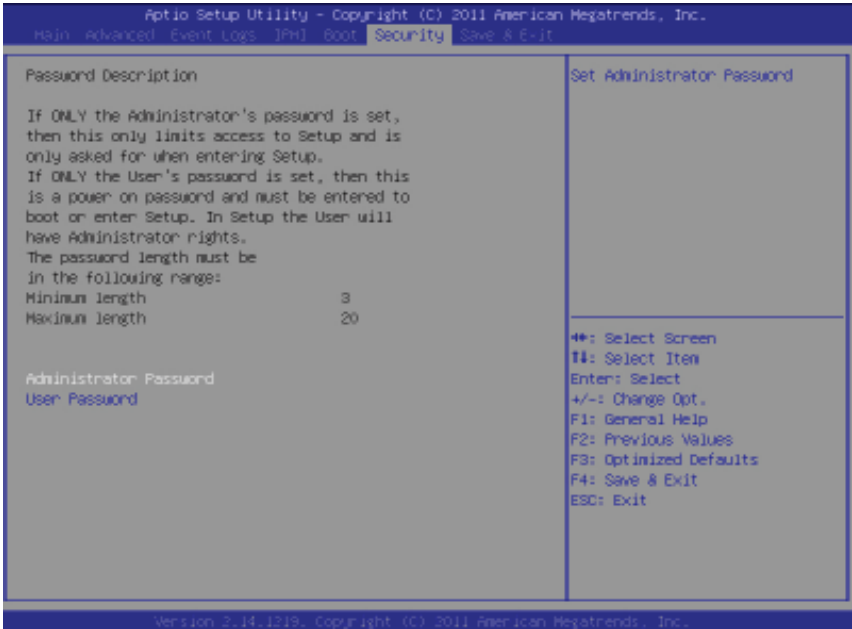 Aptio Setup Utility - Copyright (C) 2011 American Megatrends, Inc.
Main Advanced Event Logs IPMI Boot Security Save & Exit
Password Description
If ONLY the Administrator's password is set,
then this only limits access to Setup and is
only asked for when entering Setup.
If ONLY the User's password is set, then this
is a power on password and must be entered to
boot or enter Setup. In Setup the User will
have Administrator rights.
The password length must be
in the following range:
Minimum length 3
Maximum length 20
Administrator Password
User Password
Set Administrator Password
↔: Select Screen
↑↓: Select Item
Enter: Select
+/-: Change Opt.
F1: General Help
F2: Previous Values
F3: Optimized Defaults
F4: Save & Exit
ESC: Exit
Version 2.14.1219. Copyright (C) 2011 American Megatrends, Inc.